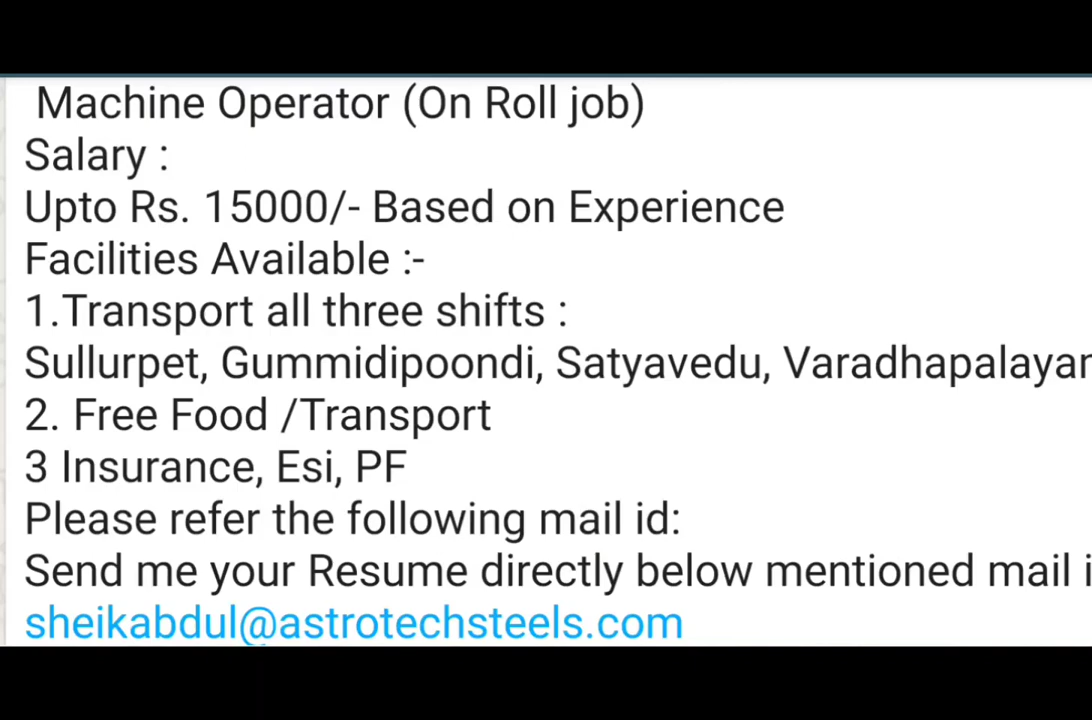 Machine Operator (On Roll job)
Salary :
Upto Rs. 15000/- Based on Experience
Facilities Available :-
1.Transport all three shifts :
Sullurpet, Gummidipoondi, Satyavedu,
2. Free Food /Transport
3 Insurance, Esi, PF
Please refer the following mail id:
Send me your Resume directly below mentioned mail
sheikabdul@astrotechsteels.com